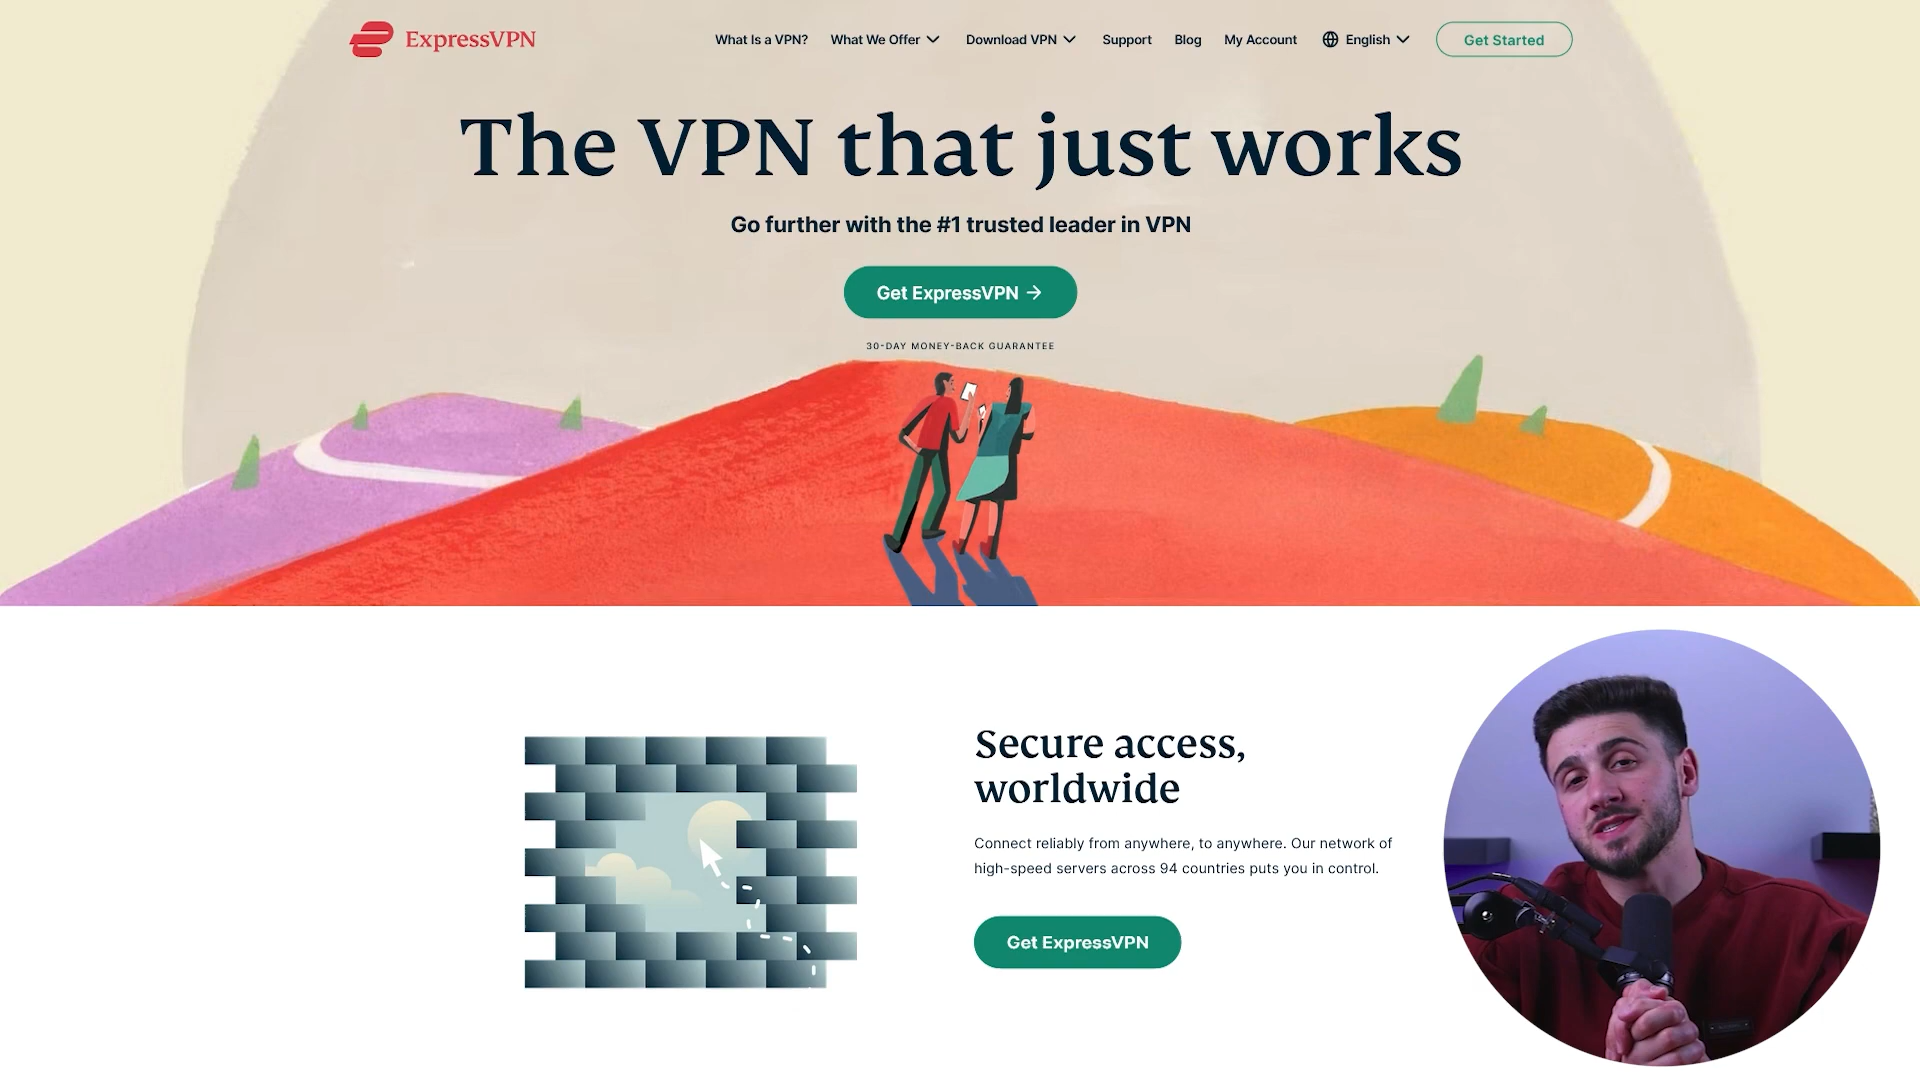 ExpressVPN
What Is a VPN? What We Offer Download VPN Support Blog My Account English Get Started
The VPN that just works
Go further with the #1 trusted leader in VPN
Get ExpressVPN →
30-DAY MONEY-BACK GUARANTEE
Secure access,
worldwide
Connect reliably from anywhere, to anywhere. Our network of
high-speed servers across 94 countries puts you in control.
Get ExpressVPN